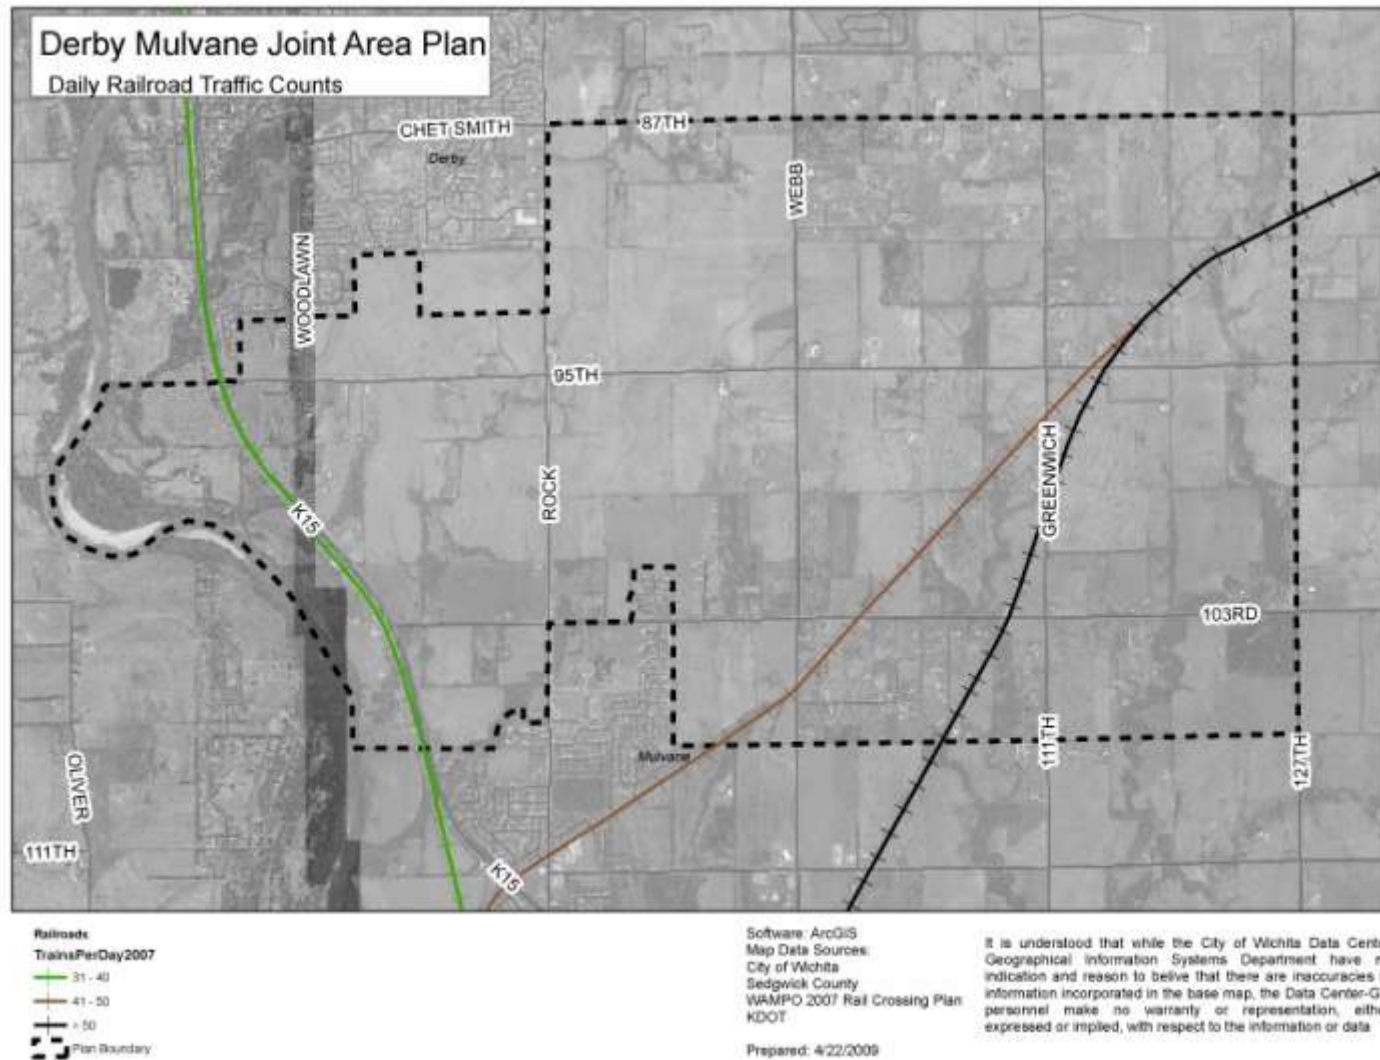 Derby Mulvane Joint Area Plan
Daily Railroad Traffic Counts
CHET SMITH
87TH
Derby
WEBB
WOODLAWN
95TH
ROCK
GREENWICH
K15
103RD
111TH
127TH
Mulvane
OLIVER
111TH
K15
Railroads
TrainsPerDay2007
31 - 40
41 - 50
> 50
Plan Boundary
Software: ArcGIS
Map Data Sources:
City of Wichita
Sedgwick County
WAMPO 2007 Rail Crossing Plan
KDOT
Prepared: 4/22/2009
It is understood that while the City of Wichita Data
Geographical Information Systems Department have
indication and reason to belive that there are inaccuracies
information incorporated in the base map, the Data
personnel make no warranty or representation,
expressed or implied, with respect to the information or data